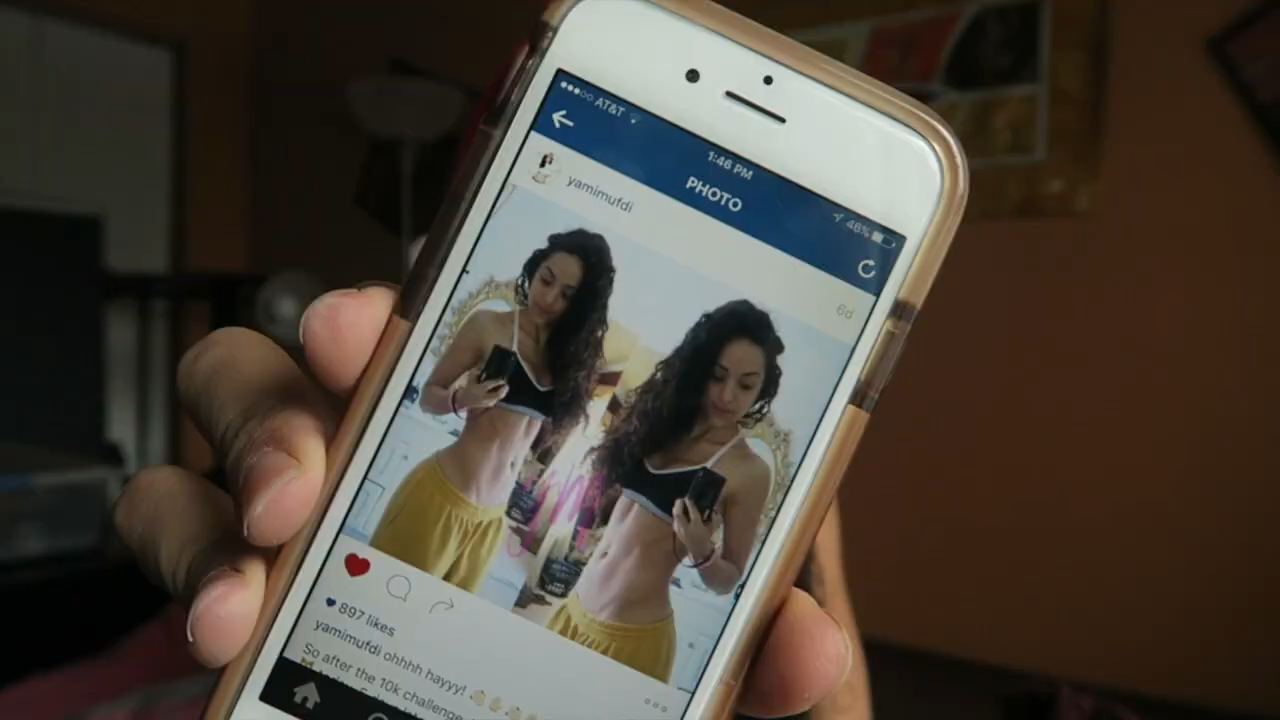 AT&T
1:46 PM
46%
PHOTO
yamimufdi
6d
897 likes
yamimufdi ohhhh hayyy!
So after the 10k challenge